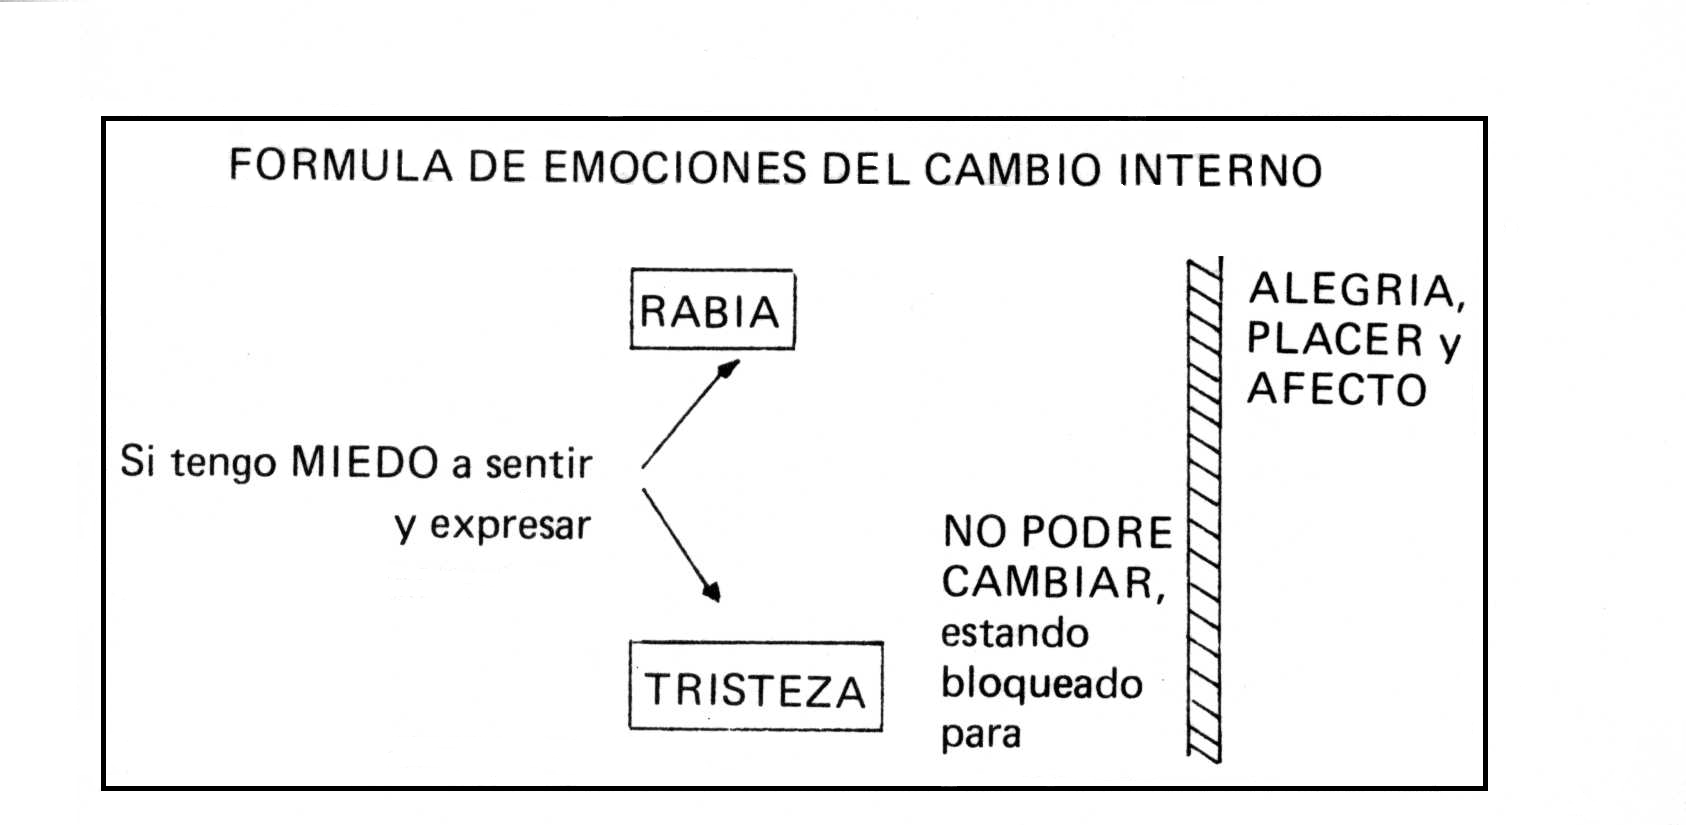 FORMULA DE EMOCIONES DEL CAMBIO INTERNO
RABIA
Si tengo MIEDO a sentir
y expresar
TRISTEZA
NO PODRE
CAMBIAR,
estando
bloqueado
para
ALEGRIA,
PLACER y
AFECTO